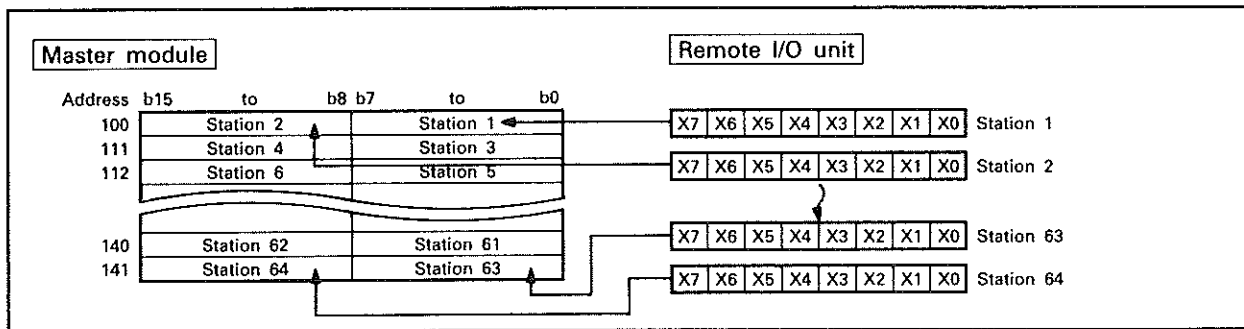 Master module
Remote I/O unit
Address b15 to b8 b7 to b0
100 Station 2 Station 1
X7 X6 X5 X4 X3 X2 X1 X0 Station 1
111 Station 4 Station 3
112 Station 6 Station 5
X7 X6 X5 X4 X3 X2 X1 X0 Station 2
140 Station 62 Station 61
X7 X6 X5 X4 X3 X2 X1 X0 Station 63
141 Station 64 Station 63
X7 X6 X5 X4 X3 X2 X1 X0 Station 64